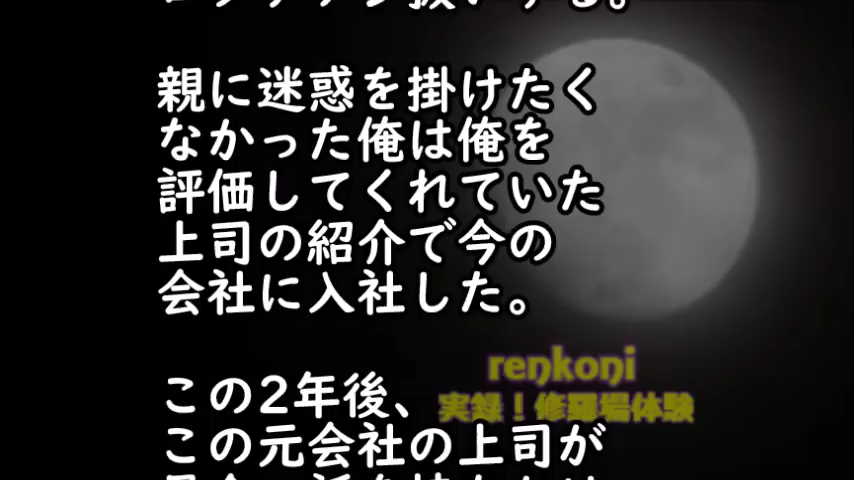 親に迷惑を掛けたく
なかった俺は俺を
評価してくれていた
上司の紹介で今の
会社に入社した。
renkoni
この2年後、
実録！修羅場体験
この元会社の上司が